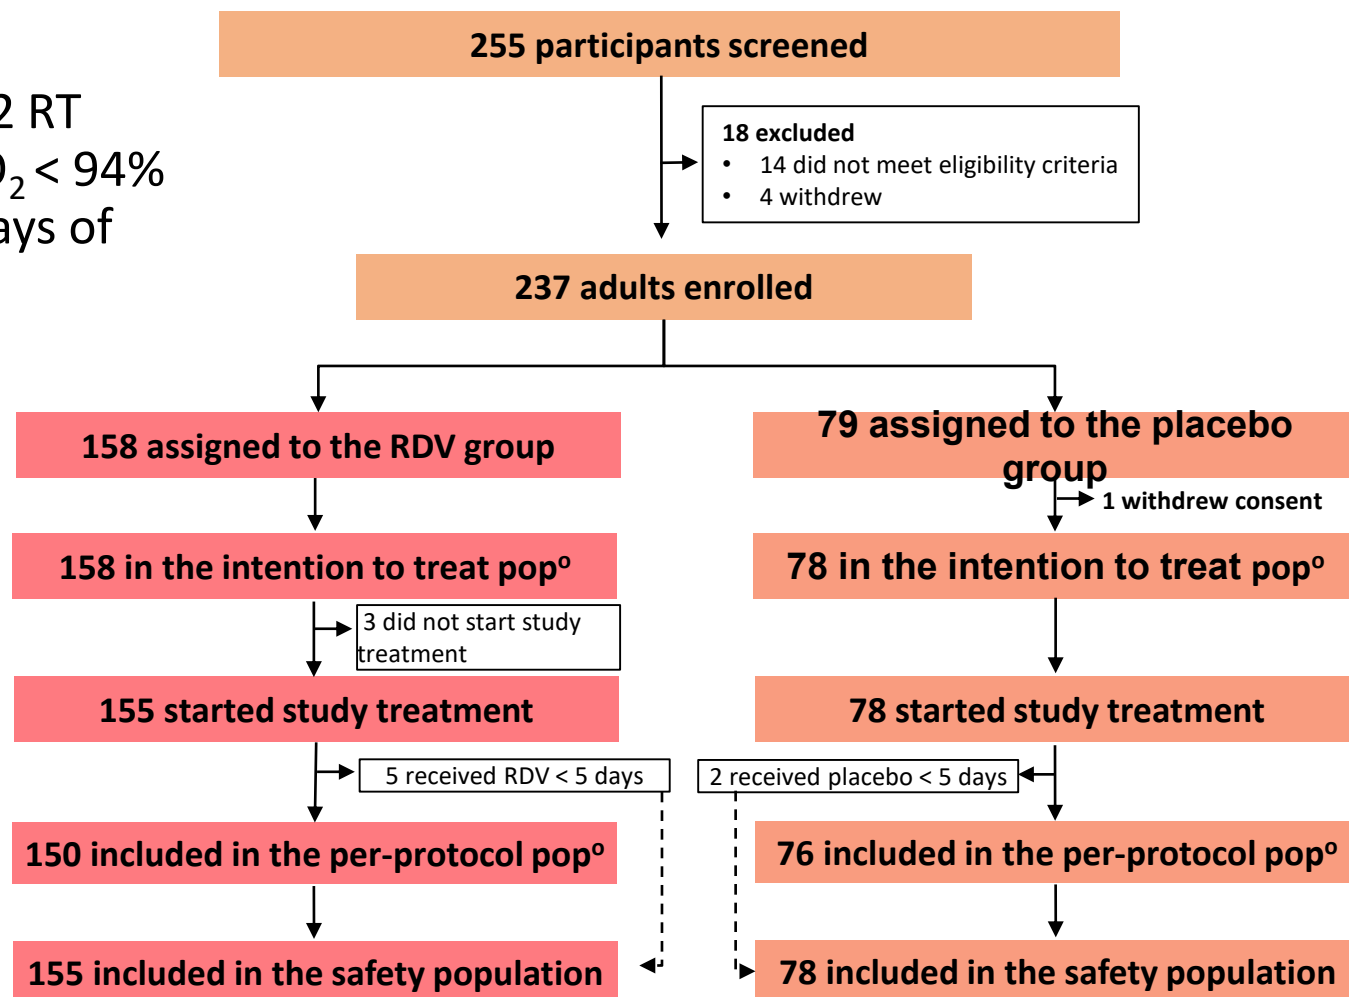 255 participants screened
2 RT
O₂ < 94%
ays of
18 excluded
• 14 did not meet eligibility criteria
• 4 withdrew
237 adults enrolled
158 assigned to the RDV group
79 assigned to the placebo
group
1 withdrew consent
158 in the intention to treat popº
78 in the intention to treat popº
3 did not start study
treatment
155 started study treatment
78 started study treatment
5 received RDV < 5 days
2 received placebo < 5 days
150 included in the per-protocol popº
76 included in the per-protocol popº
155 included in the safety population
78 included in the safety population